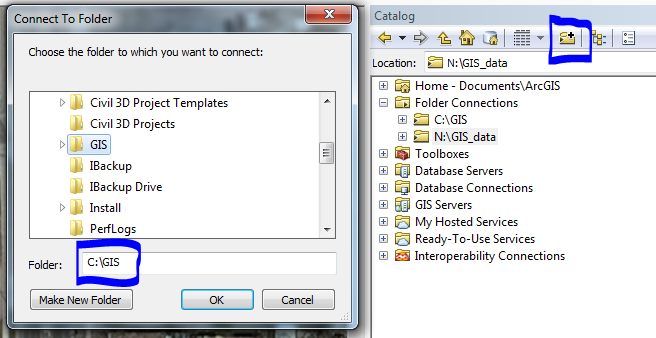 Connect To Folder
Choose the folder to which you want to connect:
Civil 3D Project Templates
Civil 3D Projects
GIS
IBackup
IBackup Drive
Install
PerfLogs
Folder: C:\GIS
Make New Folder OK Cancel
Catalog
Location: N:\GIS_data
Home - Documents\ArcGIS
Folder Connections
C:\GIS
N:\GIS_data
Toolboxes
Database Servers
Database Connections
GIS Servers
My Hosted Services
Ready-To-Use Services
Interoperability Connections